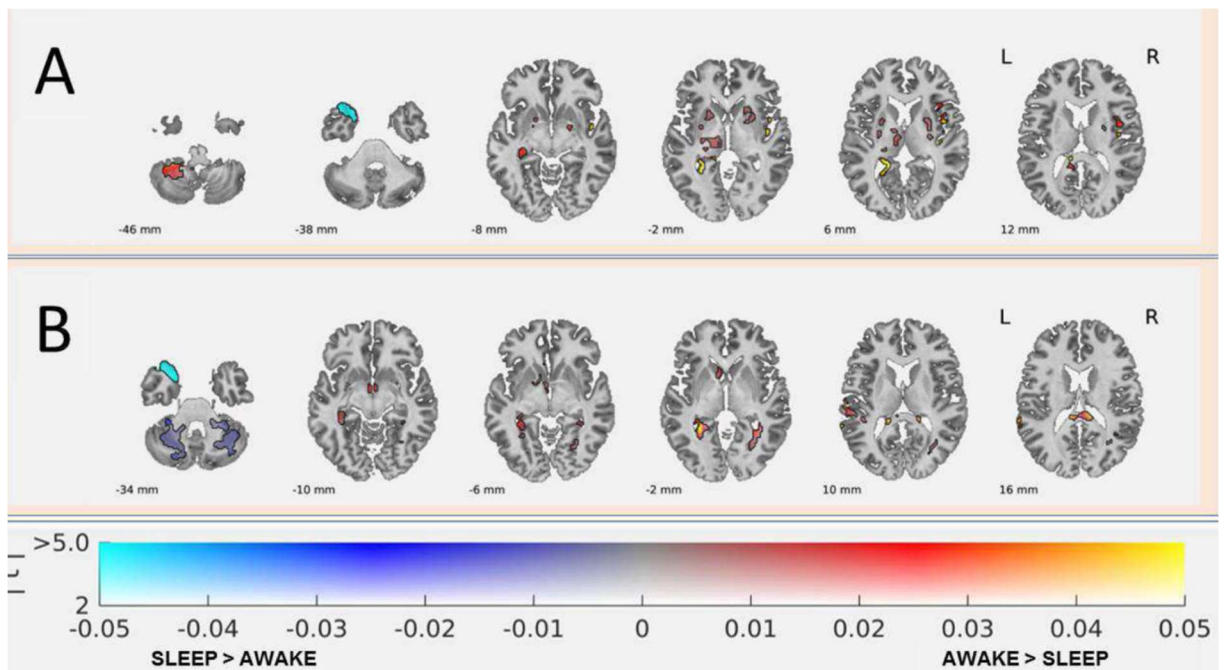 A
L R
-46 mm -38 mm -8 mm -2 mm 6 mm 12 mm
B
L R
-34 mm -10 mm -6 mm -2 mm 10 mm 16 mm
>5.0
2
-0.05 -0.04 -0.03 -0.02 -0.01 0 0.01 0.02 0.03 0.04 0.05
SLEEP > AWAKE AWAKE > SLEEP